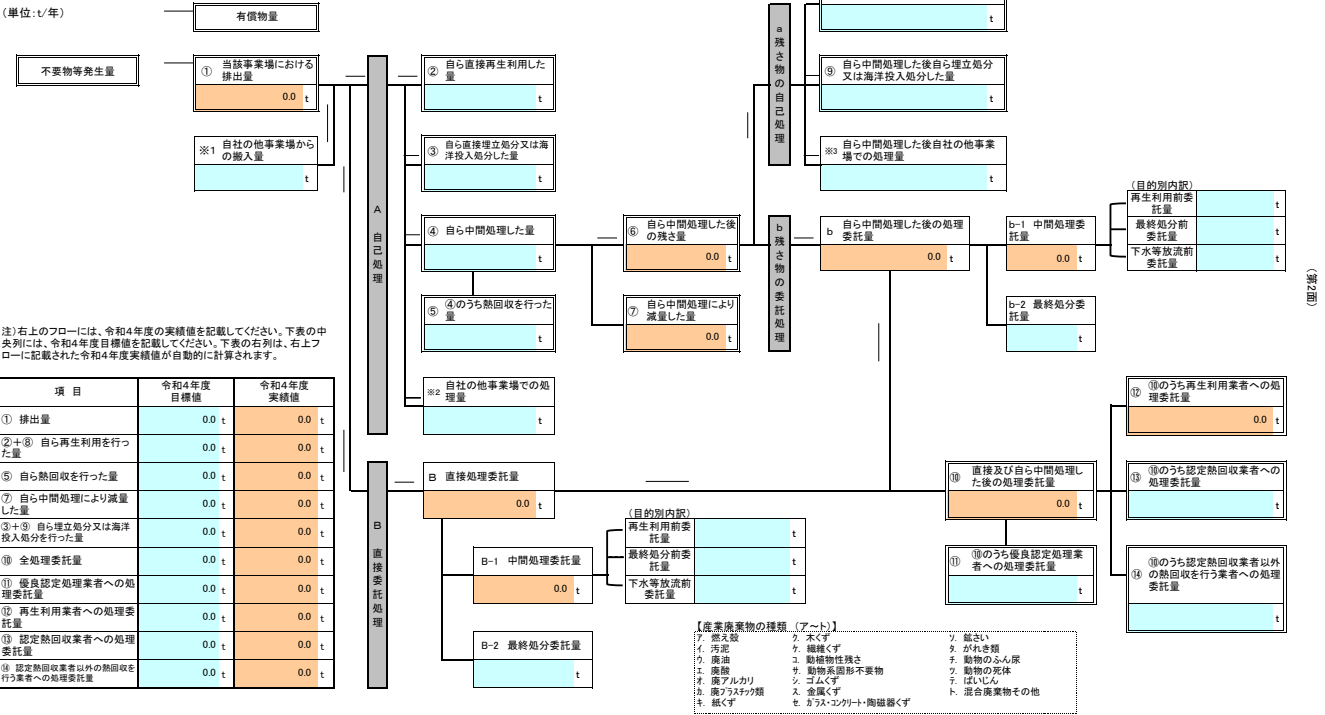 (単位:t/年)
有償物量
t
不要物等発生量
① 当該事業場における
排出量
0.0 t
※1 自社の他事業場から
の搬入量
t
A 自己処理
② 自ら直接再生利用した
量
t
③ 自ら直接埋立処分又は海
洋投入処分した量
t
④ 自ら中間処理した量
t
⑤ ④のうち熱回収を行った
量
t
※2 自社の他事業場での処
理量
t
⑥ 自ら中間処理した後
の残さ量
0.0 t
⑦ 自ら中間処理により
減量した量
0.0 t
a 残さ物の自己処理
⑨ 自ら中間処理した後自ら埋立処分
又は海洋投入処分した量
t
※3 自ら中間処理した後自社の他事業
場での処理量
t
b 残さ物の委託処理
b 自ら中間処理した後の処理
委託量
0.0 t
b-1 中間処理委
託量
0.0 t
b-2 最終処分委
託量
t
(目的別内訳)
再生利用前委
託量
t
最終処分前
委託量
t
下水等放流前
委託量
t
(第2面)
注)右上のフローには、令和4年度の実績値を記載してください。下表の中
央列には、令和4年度目標値を記載してください。下表の右列は、右上フ
ローに記載された令和4年度実績値が自動的に計算されます。
項 目 令和4年度
目標値 令和4年度
実績値
① 排出量 0.0 t 0.0 t
②+⑧ 自ら再生利用を行っ
た量 0.0 t 0.0 t
⑤ 自ら熱回収を行った量 0.0 t 0.0 t
⑦ 自ら中間処理により減量
した量 0.0 t 0.0 t
③+⑨ 自ら埋立処分又は海洋
投入処分を行った量 0.0 t 0.0 t
⑩ 全処理委託量 0.0 t 0.0 t
⑪ 優良認定処理業者への処
理委託量 0.0 t 0.0 t
⑫ 再生利用業者への処理委
託量 0.0 t 0.0 t
⑬ 認定熱回収業者への処理
委託量 0.0 t 0.0 t
⑭ 認定熱回収業者以外の熱回収を
行う業者への処理委託量 0.0 t 0.0 t
B 直接委託処理
B 直接処理委託量
0.0 t
B-1 中間処理委託量
0.0 t
B-2 最終処分委託量
t
(目的別内訳)
再生利用前委
託量
t
最終処分前委
託量
t
下水等放流前
委託量
t
⑩ 直接及び自ら中間処理し
た後の処理委託量
0.0 t
⑪ ⑩のうち優良認定処理業
者への処理委託量
t
⑫ ⑩のうち再生利用業者への処
理委託量
0.0 t
⑬ ⑩のうち認定熱回収業者への
処理委託量
t
⑭ ⑩のうち認定熱回収業者以外
の熱回収を行う業者への処理
委託量
t
【産業廃棄物の種類 (ア~ト)】
ア. 燃え殻 ク. 木くず ソ. 鉱さい
イ. 汚泥 ケ. 繊維くず タ. がれき類
ウ. 廃油 コ. 動植物性残さ チ. 動物のふん尿
エ. 廃酸 サ. 動物系固形不要物 ツ. 動物の死体
オ. 廃アルカリ シ. ゴムくず テ. ばいじん
カ. 廃プラスチック類 ス. 金属くず ト. 混合廃棄物その他
キ. 紙くず セ. ガラス・コンクリート・陶磁器くず